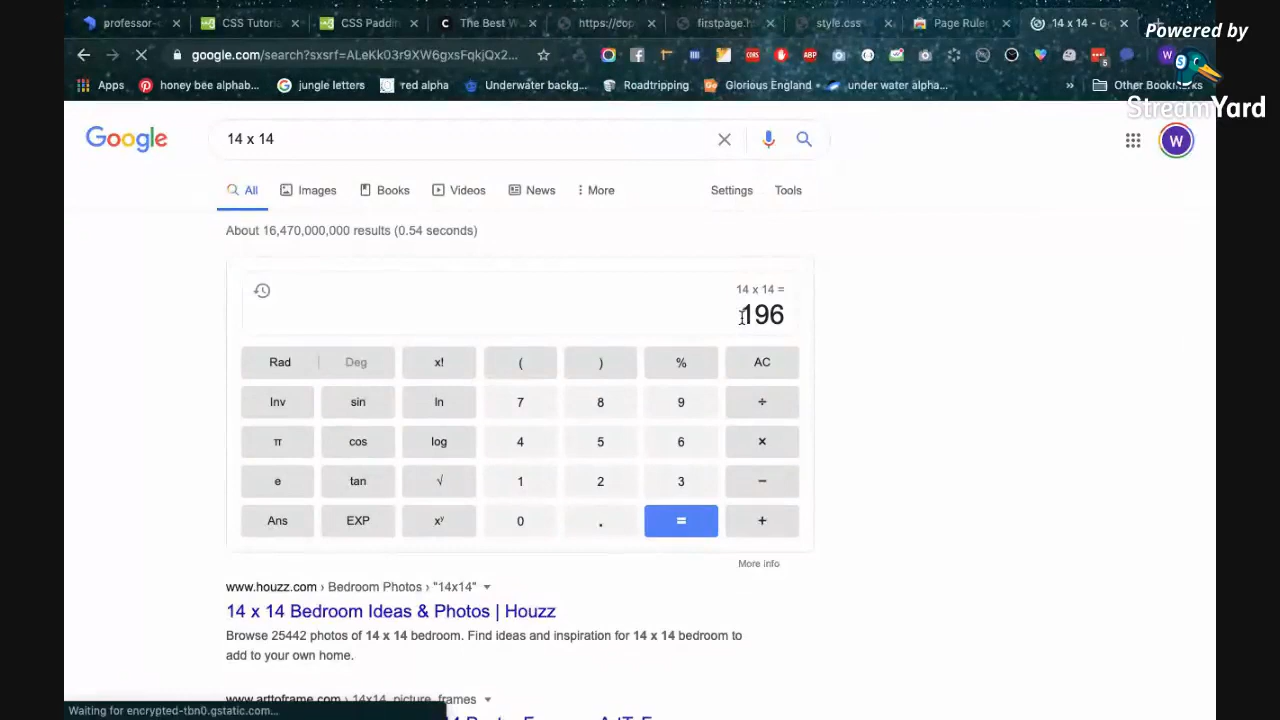 professor-
CSS Tutoria
CSS Paddin
The Best W
https://cop
firstpage.h
style.css
Page Ruler
14 x 14 - G
Powered by
google.com/search?sxsrf=ALeKk03r9XW6gxsFqkjQx2...
StreamYard
Apps
honey bee alphab...
jungle letters
red alpha
Underwater backg...
Roadtripping
Glorious England
under water alpha...
»
Other Bookmarks
Google
14 x 14
W
All
Images
Books
Videos
News
More
Settings
Tools
About 16,470,000,000 results (0.54 seconds)
14 x 14 =
196
Rad
Deg
x!
(
)
%
AC
Inv
sin
ln
7
8
9
÷
π
cos
log
4
5
6
×
e
tan
√
1
2
3
−
Ans
EXP
xʸ
0
.
=
+
More info
www.houzz.com › Bedroom Photos › "14x14"
14 x 14 Bedroom Ideas & Photos | Houzz
Browse 25442 photos of 14 x 14 bedroom. Find ideas and inspiration for 14 x 14 bedroom to
add to your own home.
www.arttoframe.com › 14x14_picture_frames
Waiting for encrypted-tbn0.gstatic.com...